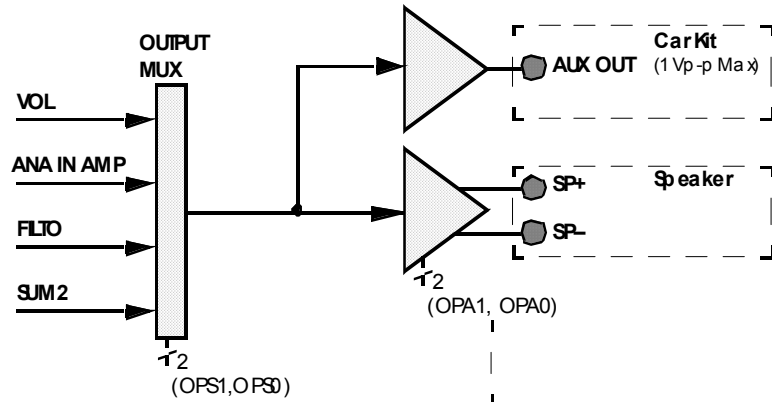 OUTPUT
MUX
VOL
ANA IN AMP
FILTO
SUM2
2
(OPS1,OPS0)
AUX OUT
Car Kit
(1 Vp-p Max)
SP+
Speaker
SP–
2
(OPA1, OPA0)